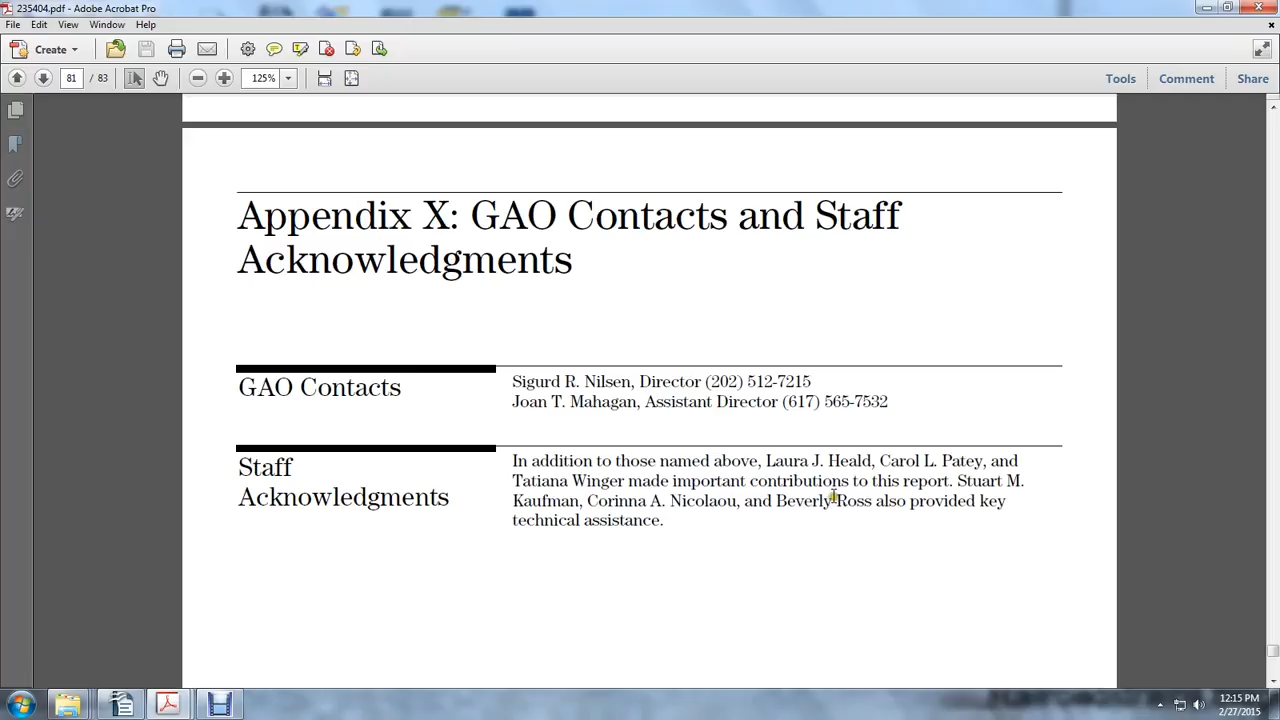 235404.pdf - Adobe Acrobat Pro
File Edit View Window Help
Create
81 / 83 125% Tools Comment Share
Appendix X: GAO Contacts and Staff
Acknowledgments
GAO Contacts
Sigurd R. Nilsen, Director (202) 512-7215
Joan T. Mahagan, Assistant Director (617) 565-7532
Staff
Acknowledgments
In addition to those named above, Laura J. Heald, Carol L. Patey, and
Tatiana Winger made important contributions to this report. Stuart M.
Kaufman, Corinna A. Nicolaou, and Beverly Ross also provided key
technical assistance.
12:15 PM
2/27/2015